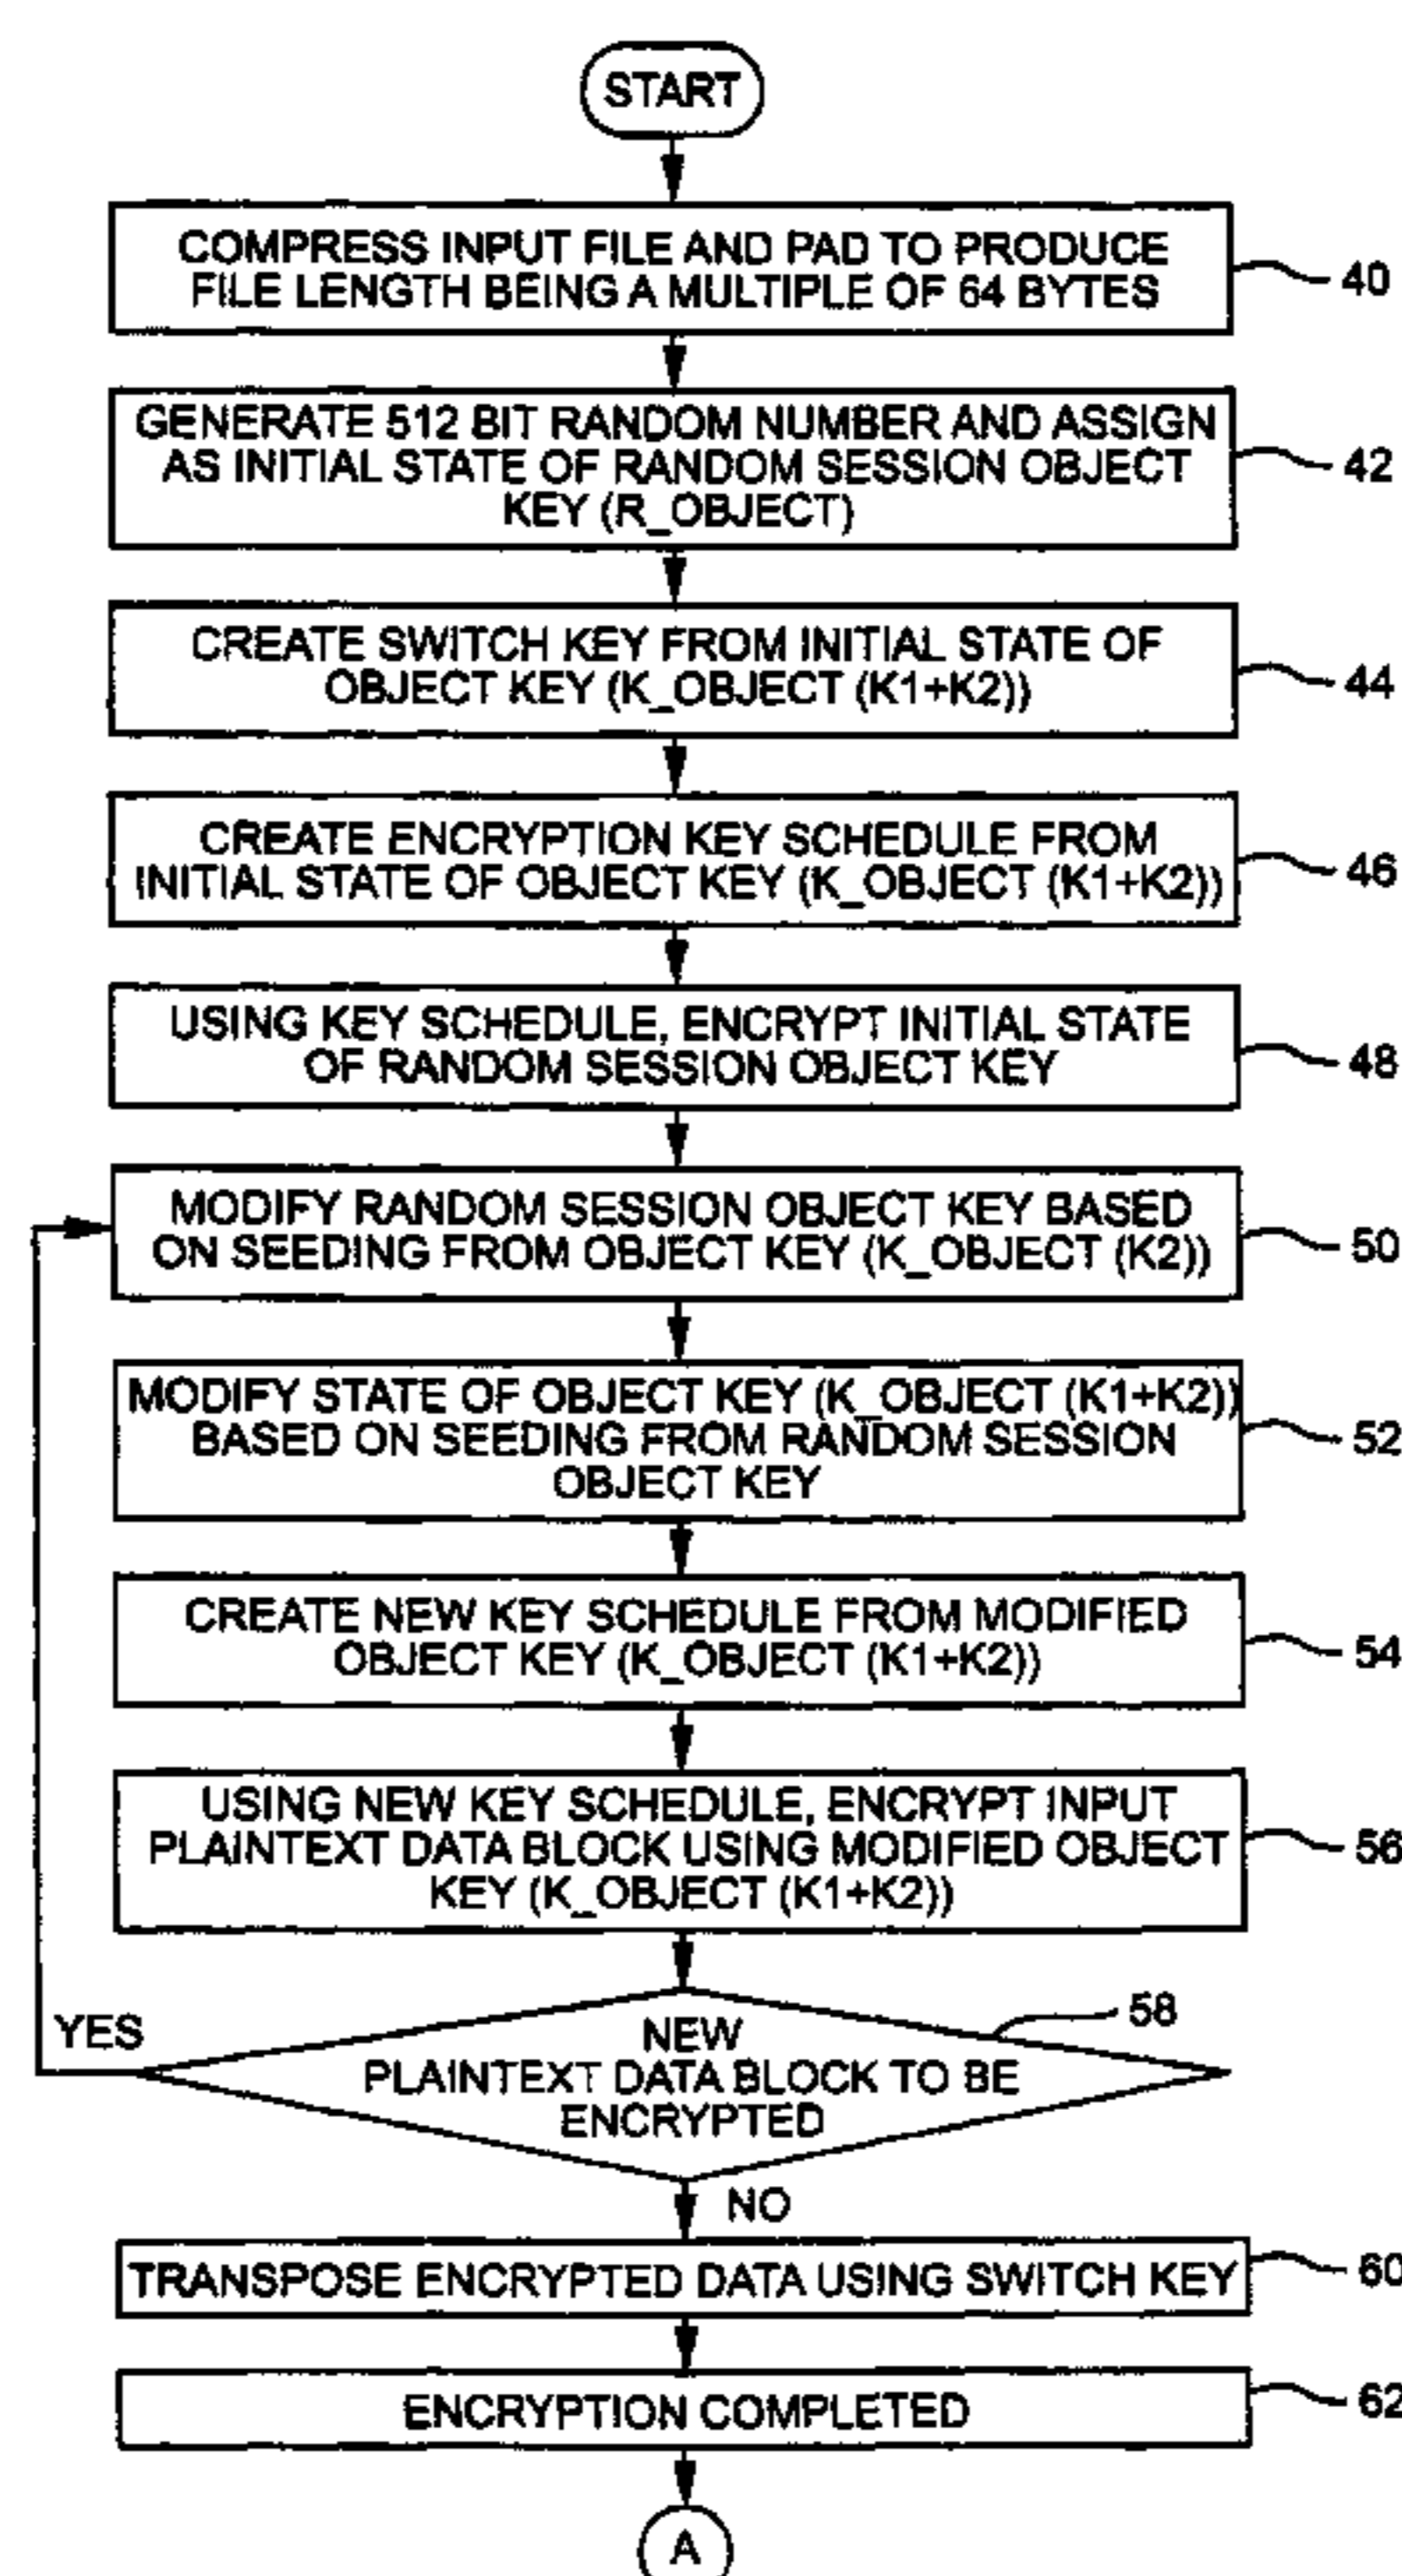 START
COMPRESS INPUT FILE AND PAD TO PRODUCE
FILE LENGTH BEING A MULTIPLE OF 64 BYTES
40
GENERATE 512 BIT RANDOM NUMBER AND ASSIGN
AS INITIAL STATE OF RANDOM SESSION OBJECT
KEY (R_OBJECT)
42
CREATE SWITCH KEY FROM INITIAL STATE OF
OBJECT KEY (K_OBJECT (K1+K2))
44
CREATE ENCRYPTION KEY SCHEDULE FROM
INITIAL STATE OF OBJECT KEY (K_OBJECT (K1+K2))
46
USING KEY SCHEDULE, ENCRYPT INITIAL STATE
OF RANDOM SESSION OBJECT KEY
48
MODIFY RANDOM SESSION OBJECT KEY BASED
ON SEEDING FROM OBJECT KEY (K_OBJECT (K2))
50
MODIFY STATE OF OBJECT KEY (K_OBJECT (K1+K2))
BASED ON SEEDING FROM RANDOM SESSION
OBJECT KEY
52
CREATE NEW KEY SCHEDULE FROM MODIFIED
OBJECT KEY (K_OBJECT (K1+K2))
54
USING NEW KEY SCHEDULE, ENCRYPT INPUT
PLAINTEXT DATA BLOCK USING MODIFIED OBJECT
KEY (K_OBJECT (K1+K2))
56
58
YES
NEW
PLAINTEXT DATA BLOCK TO BE
ENCRYPTED
NO
TRANSPOSE ENCRYPTED DATA USING SWITCH KEY
60
ENCRYPTION COMPLETED
62
A